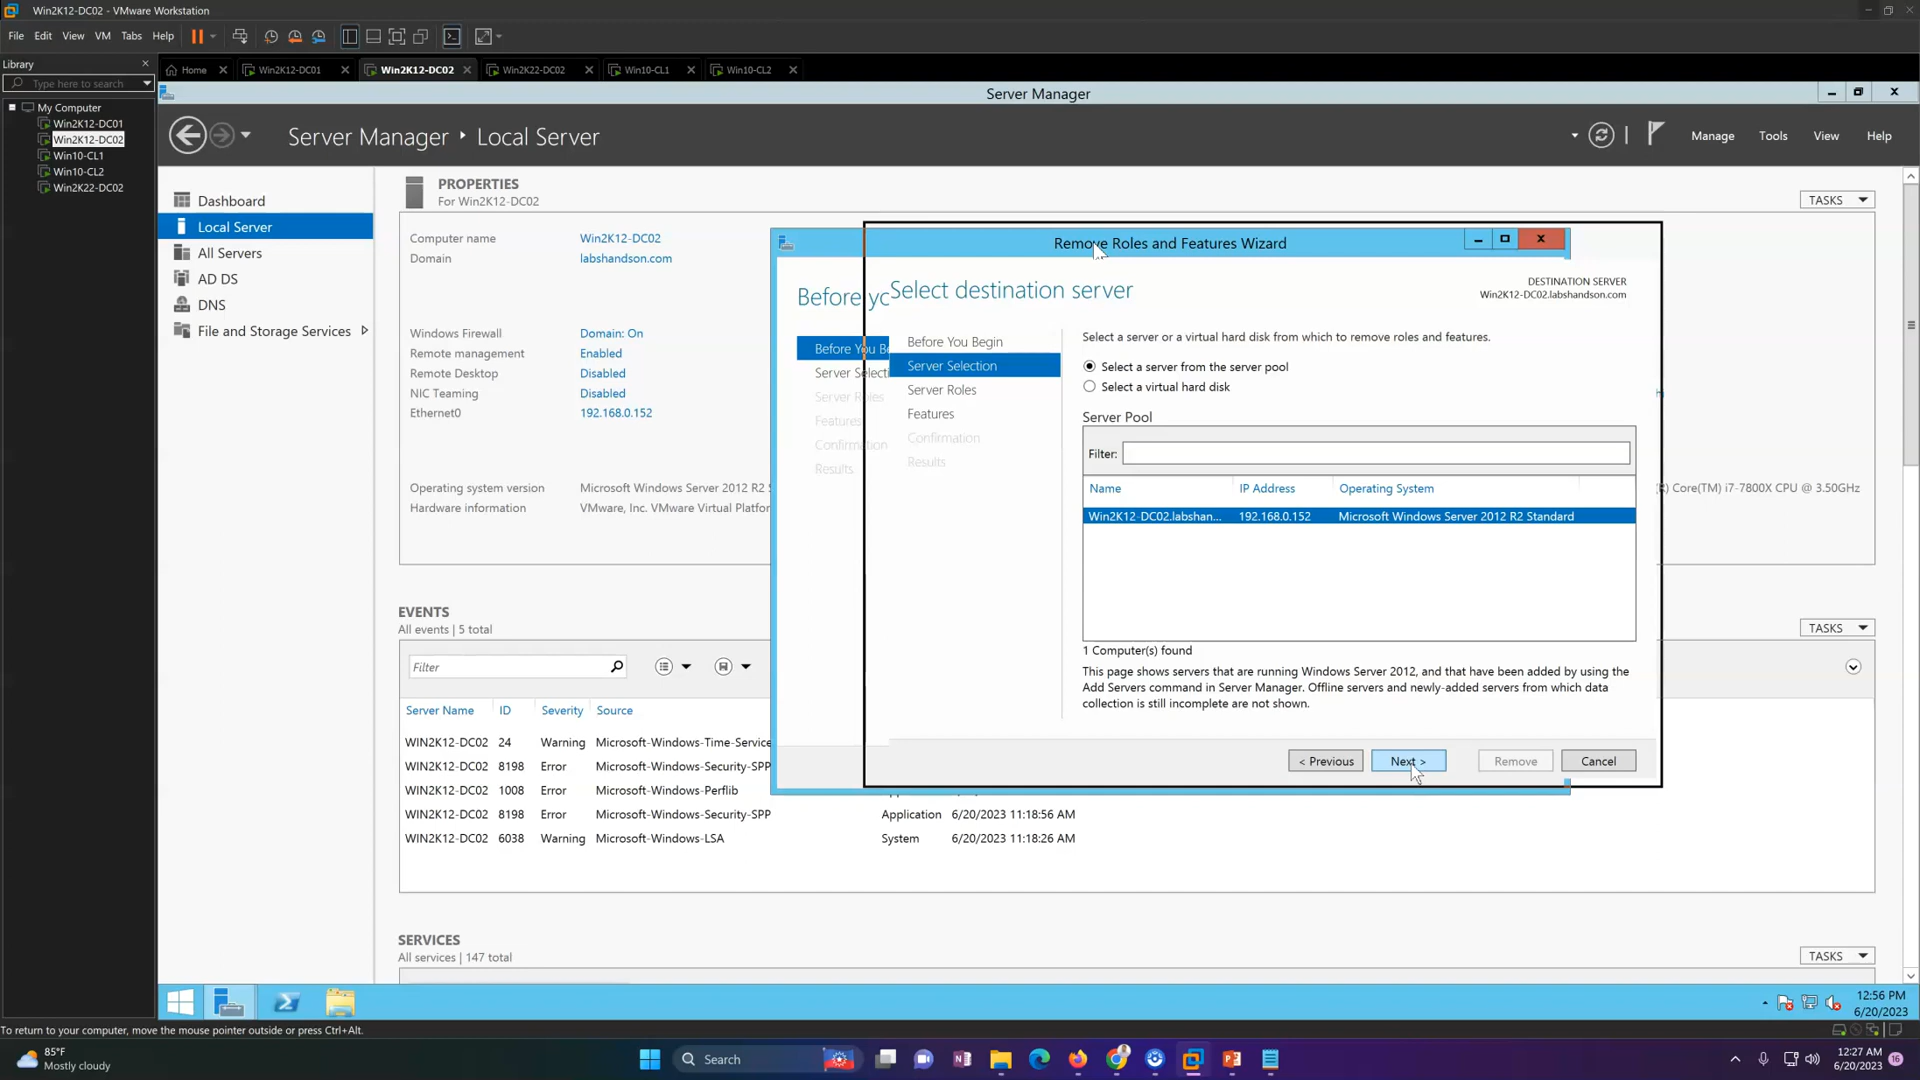 Win2K12-DC02 - VMware Workstation
File Edit View VM Tabs Help
Library
Type here to search
My Computer
Win2K12-DC01
Win2K12-DC02
Win10-CL1
Win10-CL2
Win2K22-DC02
Home Win2K12-DC01 Win2K12-DC02 Win2K22-DC02 Win10-CL1 Win10-CL2
Server Manager
Server Manager Local Server
Manage Tools View Help
Dashboard
Local Server
All Servers
AD DS
DNS
File and Storage Services
PROPERTIES
For Win2K12-DC02
TASKS
Computer name Win2K12-DC02
Domain labshandson.com
Windows Firewall Domain: On
Remote management Enabled
Remote Desktop Disabled
NIC Teaming Disabled
Ethernet0 192.168.0.152
Operating system version Microsoft Windows Server 2012 R2 S
Hardware information VMware, Inc. VMware Virtual Platfor
Core(TM) i7-7800X CPU @ 3.50GHz
Remove Roles and Features Wizard
Before yo
Before You Be
Server Selecti
Server Roles
Features
Confirmation
Results
Select destination server
DESTINATION SERVER
Win2K12-DC02.labshandson.com
Before You Begin
Server Selection
Server Roles
Features
Confirmation
Results
Select a server or a virtual hard disk from which to remove roles and features.
Select a server from the server pool
Select a virtual hard disk
Server Pool
Filter:
Name IP Address Operating System
Win2K12-DC02.labshan... 192.168.0.152 Microsoft Windows Server 2012 R2 Standard
1 Computer(s) found
This page shows servers that are running Windows Server 2012, and that have been added by using the
Add Servers command in Server Manager. Offline servers and newly-added servers from which data
collection is still incomplete are not shown.
< Previous Next > Remove Cancel
EVENTS
All events | 5 total
TASKS
Filter
Server Name ID Severity Source
WIN2K12-DC02 24 Warning Microsoft-Windows-Time-Service
WIN2K12-DC02 8198 Error Microsoft-Windows-Security-SPP
WIN2K12-DC02 1008 Error Microsoft-Windows-Perflib
WIN2K12-DC02 8198 Error Microsoft-Windows-Security-SPP Application 6/20/2023 11:18:56 AM
WIN2K12-DC02 6038 Warning Microsoft-Windows-LSA System 6/20/2023 11:18:26 AM
SERVICES
All services | 147 total
TASKS
12:56 PM
6/20/2023
To return to your computer, move the mouse pointer outside or press Ctrl+Alt.
85°F
Mostly cloudy
Search
12:27 AM
6/20/2023
16